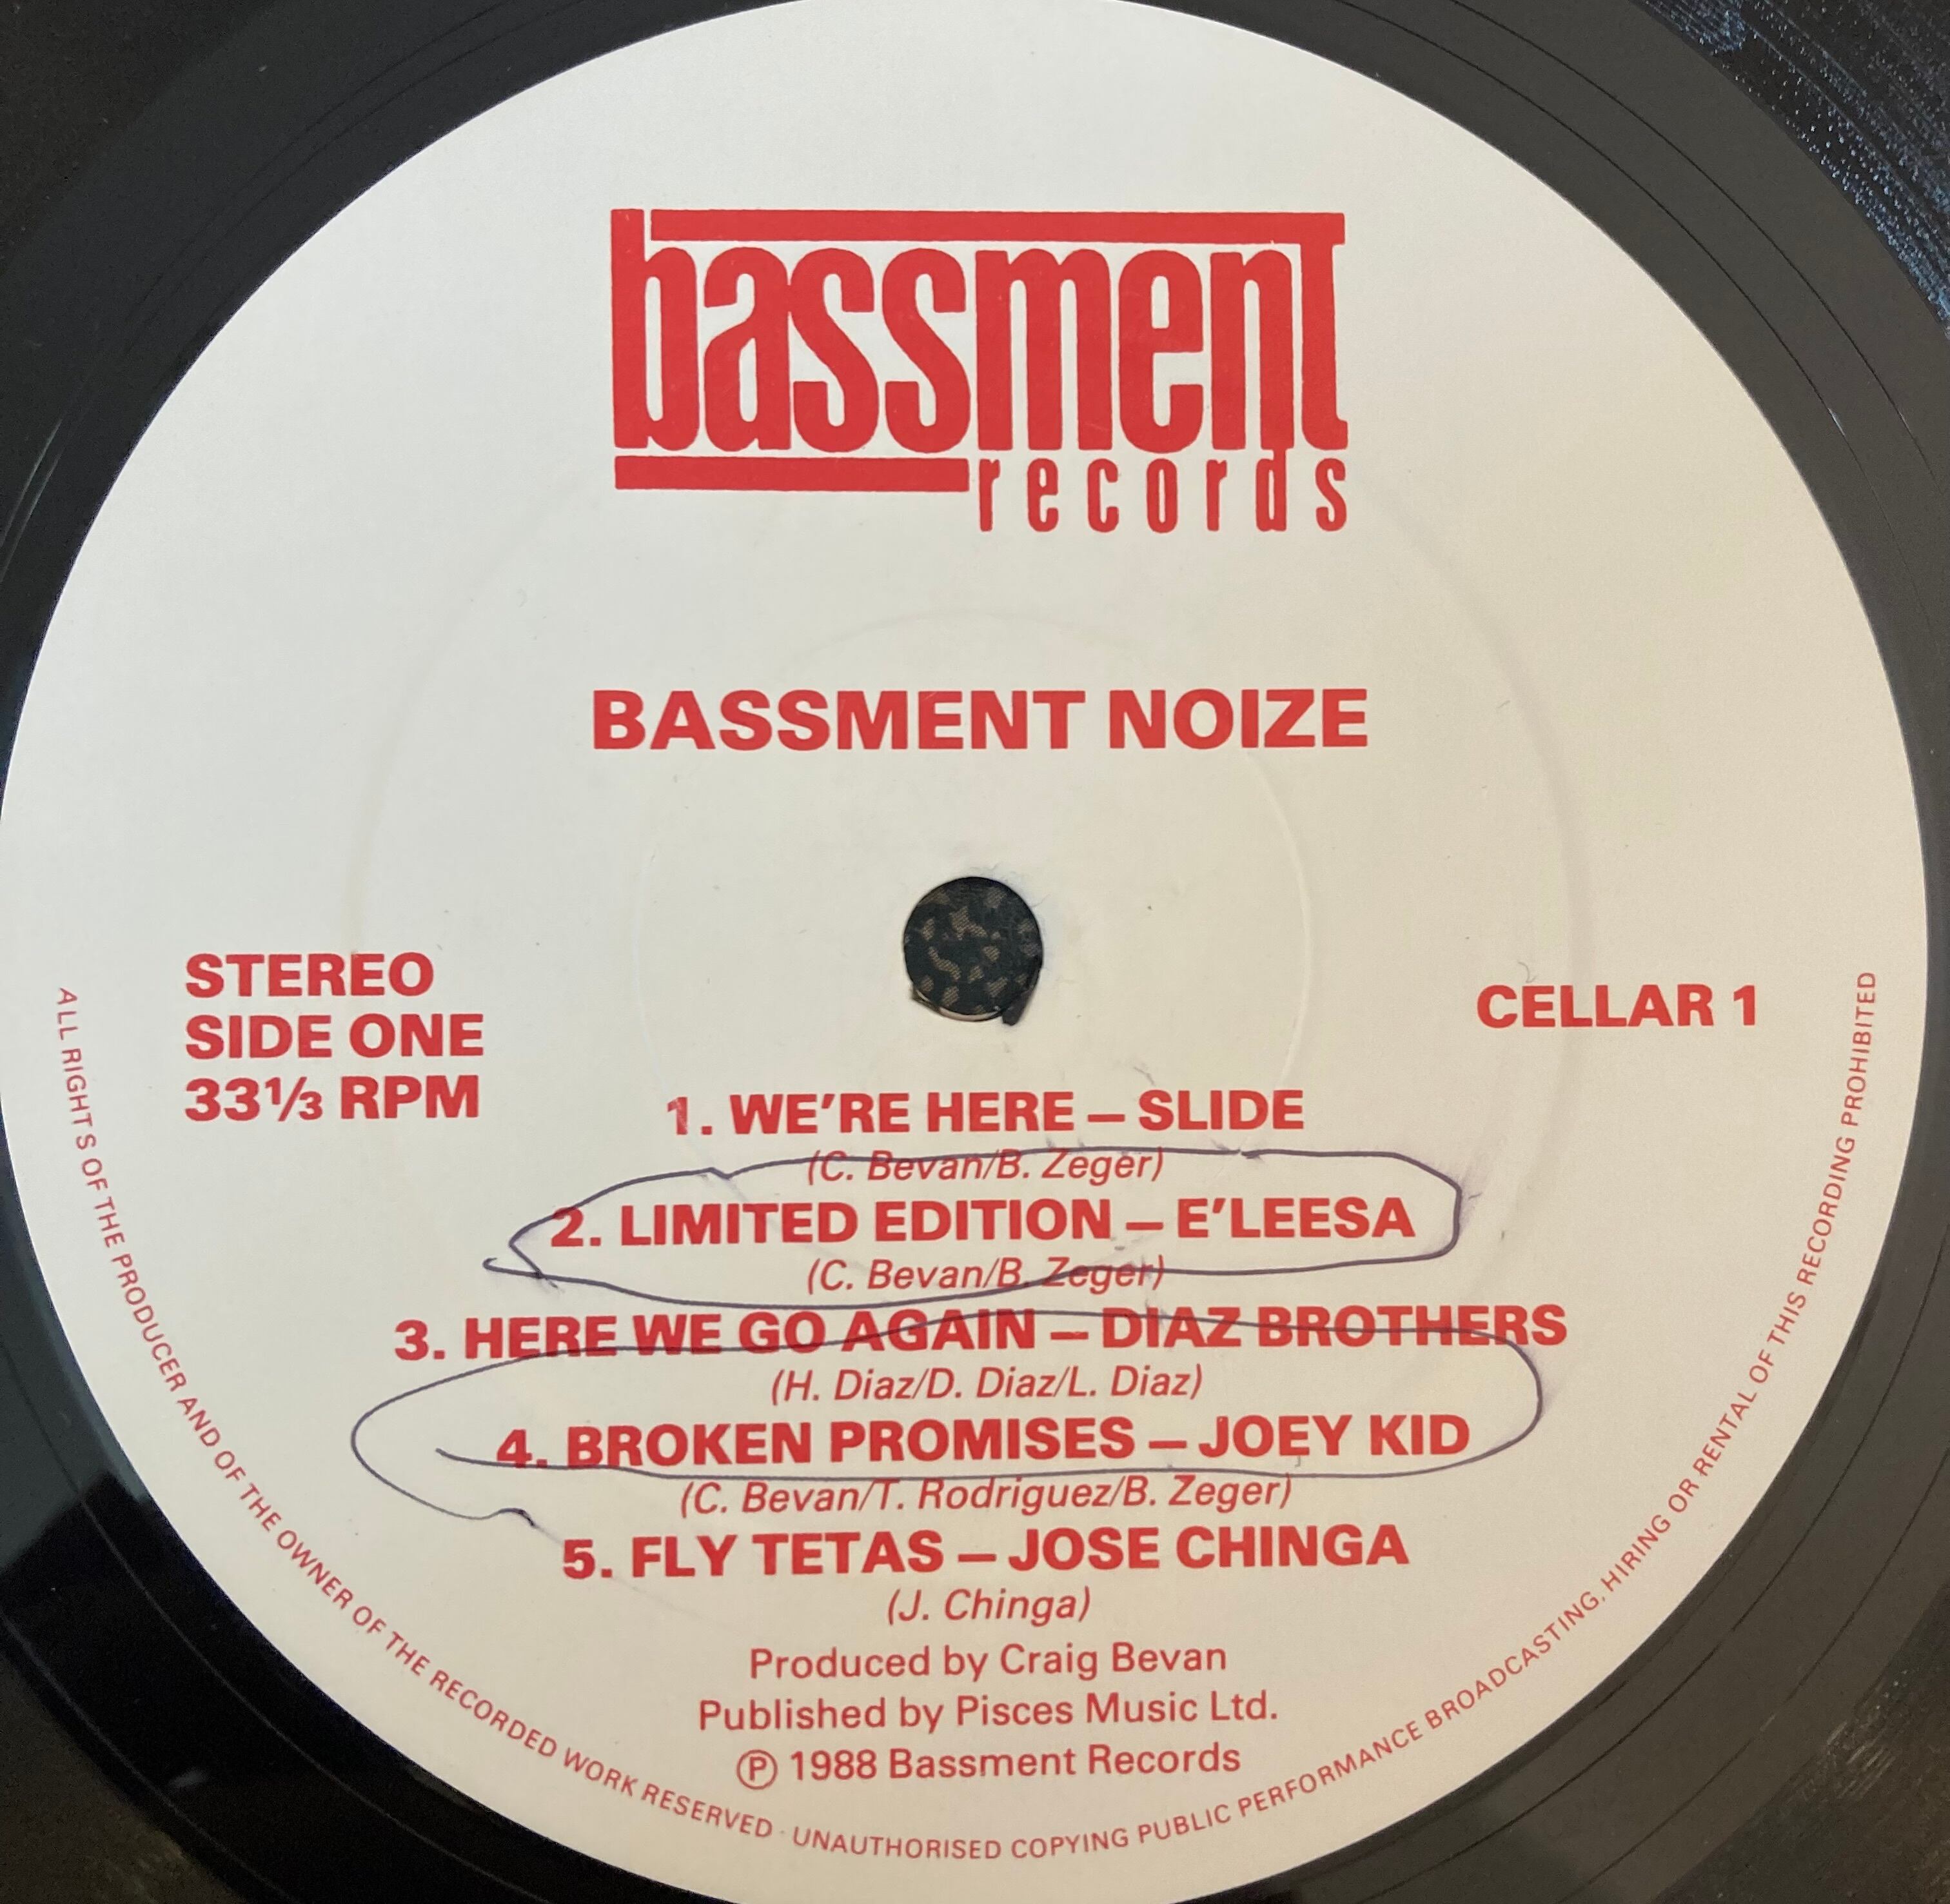 bassment
records
BASSMENT NOIZE
STEREO
SIDE ONE
33⅓ RPM
CELLAR 1
1. WE’RE HERE – SLIDE
(C. Bevan/B. Zeger)
2. LIMITED EDITION – E’LEESA
(C. Bevan/B. Zeger)
3. HERE WE GO AGAIN – DIAZ BROTHERS
(H. Diaz/D. Diaz/L. Diaz)
4. BROKEN PROMISES – JOEY KID
(C. Bevan/T. Rodriguez/B. Zeger)
5. FLY TETAS – JOSE CHINGA
(J. Chinga)
Produced by Craig Bevan
Published by Pisces Music Ltd.
Ⓟ 1988 Bassment Records
ALL RIGHTS OF THE PRODUCER AND OF THE OWNER OF THE RECORDED WORK RESERVED · UNAUTHORISED COPYING PUBLIC PERFORMANCE BROADCASTING, HIRING OR RENTAL OF THIS RECORDING PROHIBITED